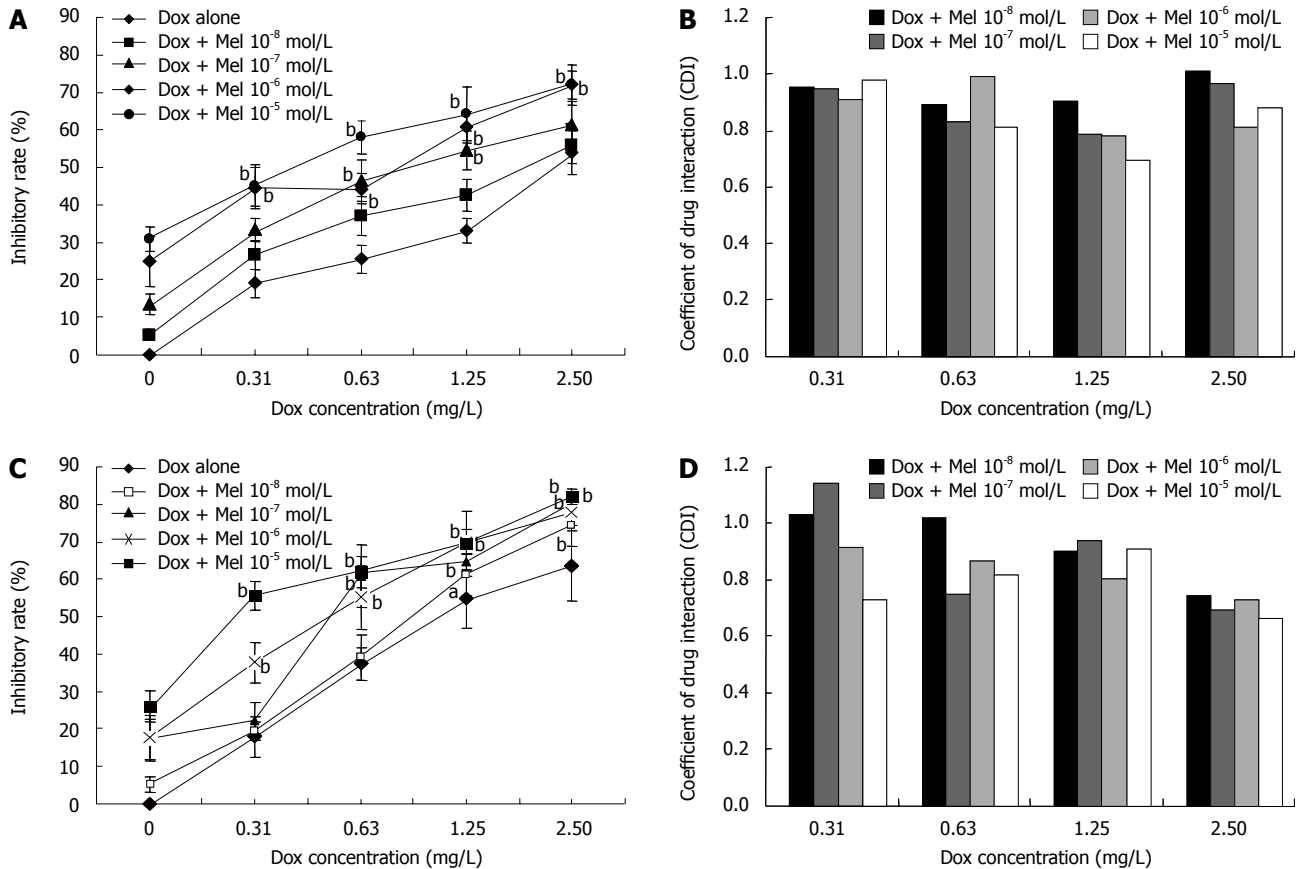 A
Dox alone
Dox + Mel 10⁻⁸ mol/L
Dox + Mel 10⁻⁷ mol/L
Dox + Mel 10⁻⁶ mol/L
Dox + Mel 10⁻⁵ mol/L
Inhibitory rate (%)
90
80
70
60
50
40
30
20
10
0
b
b
b
b
b
b
b
b
b
b
0 0.31 0.63 1.25 2.50
Dox concentration (mg/L)
B
Dox + Mel 10⁻⁸ mol/L Dox + Mel 10⁻⁶ mol/L
Dox + Mel 10⁻⁷ mol/L Dox + Mel 10⁻⁵ mol/L
Coefficient of drug interaction (CDI)
1.2
1.0
0.8
0.6
0.4
0.2
0.0
0.31 0.63 1.25 2.50
Dox concentration (mg/L)
C
Dox alone
Dox + Mel 10⁻⁸ mol/L
Dox + Mel 10⁻⁷ mol/L
Dox + Mel 10⁻⁶ mol/L
Dox + Mel 10⁻⁵ mol/L
Inhibitory rate (%)
90
80
70
60
50
40
30
20
10
0
b
b
b
b
b
b
b
b
a
b
b
b
b
0 0.31 0.63 1.25 2.50
Dox concentration (mg/L)
D
Dox + Mel 10⁻⁸ mol/L Dox + Mel 10⁻⁶ mol/L
Dox + Mel 10⁻⁷ mol/L Dox + Mel 10⁻⁵ mol/L
Coefficient of drug interaction (CDI)
1.2
1.0
0.8
0.6
0.4
0.2
0.0
0.31 0.63 1.25 2.50
Dox concentration (mg/L)